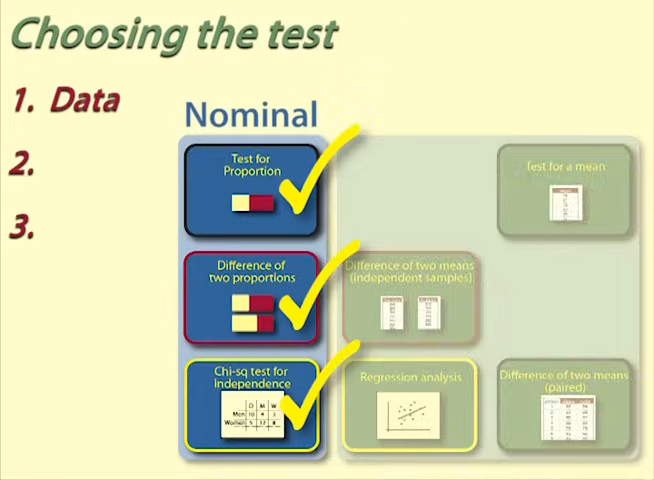 Choosing the test
1. Data
2.
3.
Nominal
Test for
Proportion
Test for a mean
Difference of
two proportions
Difference of two means
(independent samples)
Chi-sq test for
Independence
O M W
Men 10 4
Women 5 12
Regression analysis
Difference of two means
(paired)